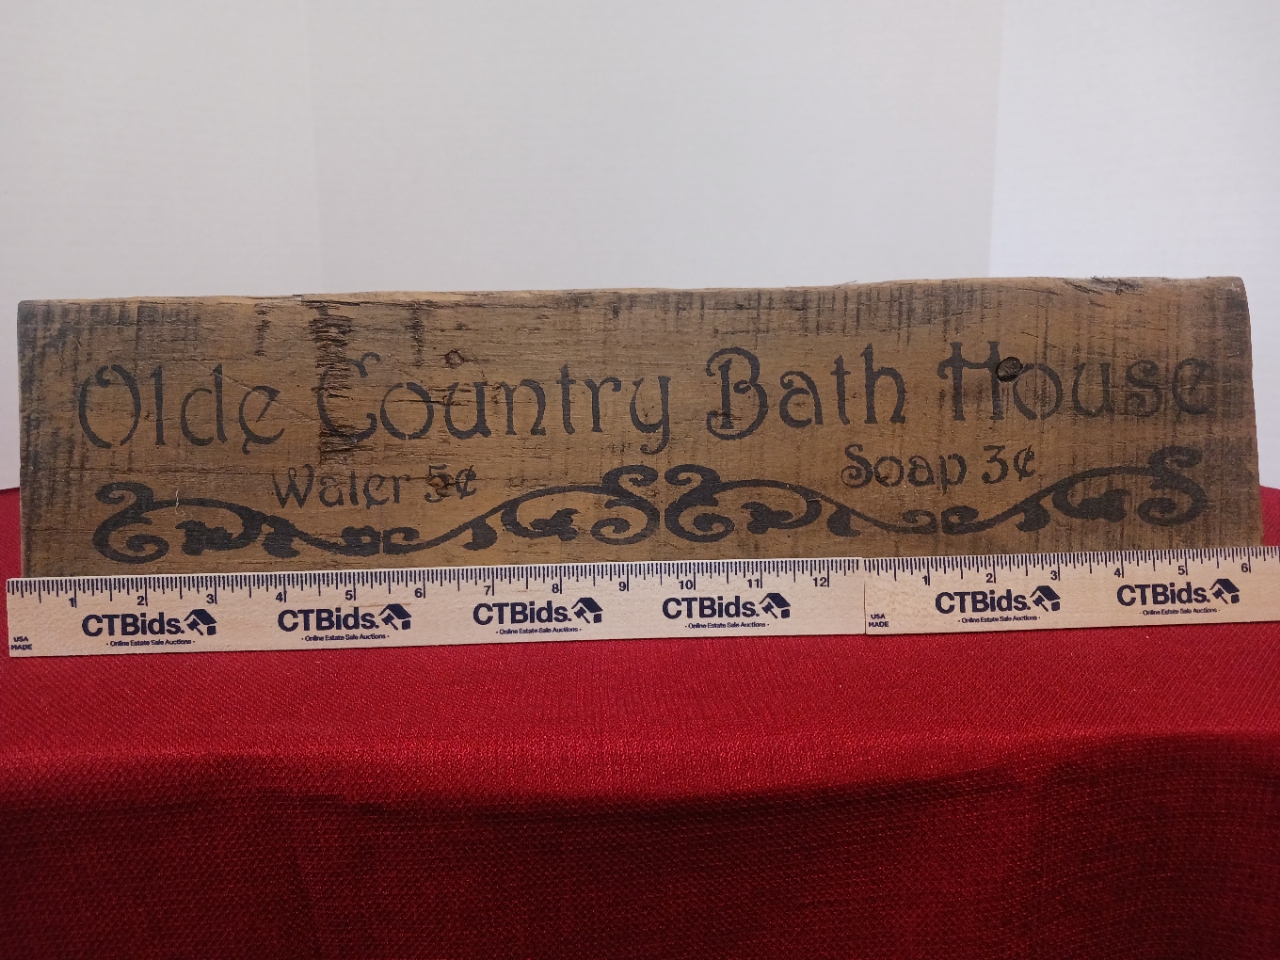 Olde Country Bath House
Water 5¢ Soap 3¢
1 2 3 4 5 6 7 8 9 10 11 12 1 2 3 4 5 6
USA MADE
CTBids.
- Online Estate Sale Auctions -
CTBids.
- Online Estate Sale Auctions -
CTBids.
- Online Estate Sale Auctions -
CTBids.
- Online Estate Sale Auctions -
USA MADE
CTBids.
- Online Estate Sale Auctions -
CTBids.
- Online Estate Sale Auctions -